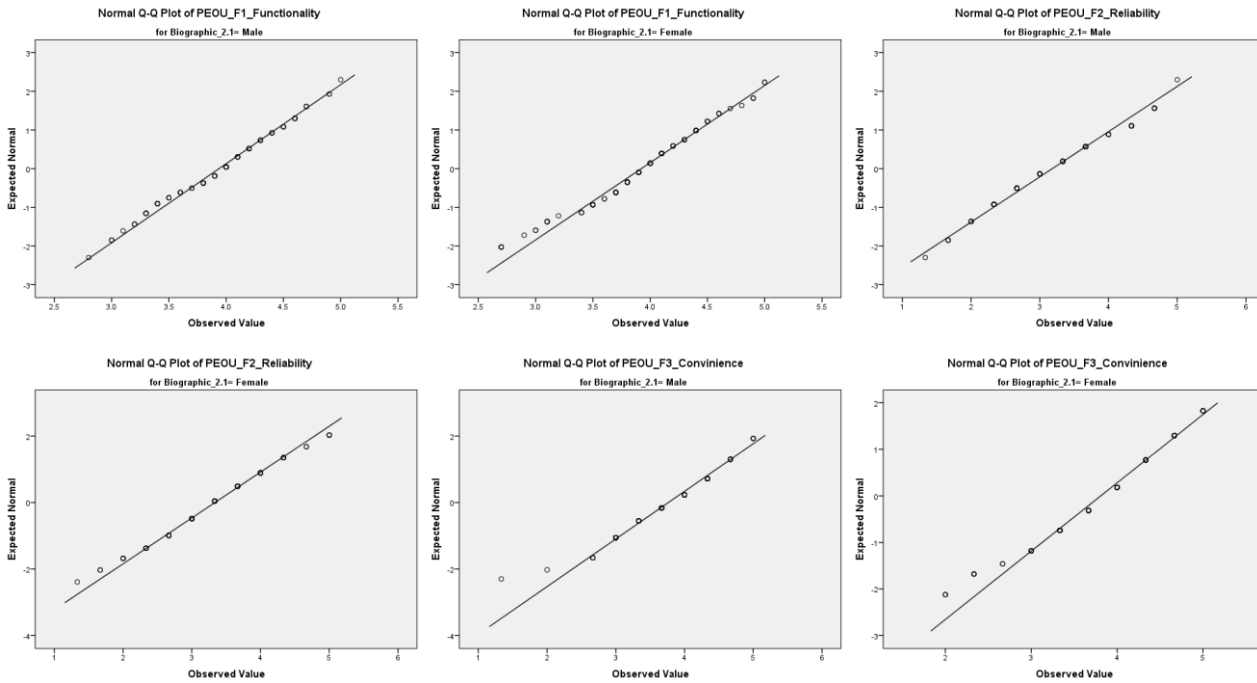 Normal Q-Q Plot of PEOU_F1_Functionality
for Biographic_2.1= Male
Expected Normal
3
2
1
0
-1
-2
-3
2.5 3.0 3.5 4.0 4.5 5.0 5.5
Observed Value
Normal Q-Q Plot of PEOU_F1_Functionality
for Biographic_2.1= Female
Expected Normal
3
2
1
0
-1
-2
-3
2.5 3.0 3.5 4.0 4.5 5.0 5.5
Observed Value
Normal Q-Q Plot of PEOU_F2_Reliability
for Biographic_2.1= Male
Expected Normal
3
2
1
0
-1
-2
-3
1 2 3 4 5 6
Observed Value
Normal Q-Q Plot of PEOU_F2_Reliability
for Biographic_2.1= Female
Expected Normal
2
0
-2
-4
1 2 3 4 5 6
Observed Value
Normal Q-Q Plot of PEOU_F3_Convinience
for Biographic_2.1= Male
Expected Normal
2
0
-2
-4
1 2 3 4 5 6
Observed Value
Normal Q-Q Plot of PEOU_F3_Convinience
for Biographic_2.1= Female
Expected Normal
2
1
0
-1
-2
-3
2 3 4 5
Observed Value